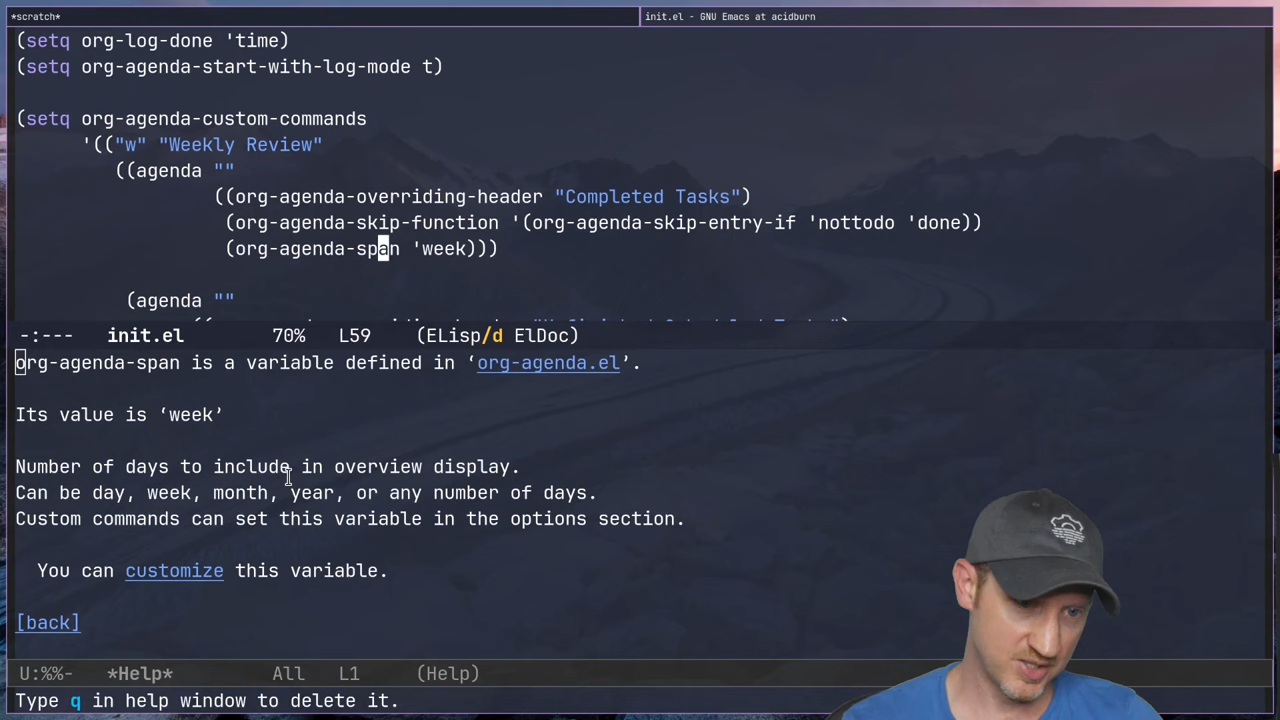 *scratch*
init.el - GNU Emacs at acidburn
(setq org-log-done 'time)
(setq org-agenda-start-with-log-mode t)
(setq org-agenda-custom-commands
'(("w" "Weekly Review"
((agenda ""
((org-agenda-overriding-header "Completed Tasks")
(org-agenda-skip-function '(org-agenda-skip-entry-if 'nottodo 'done))
(org-agenda-span 'week)))
(agenda ""
-:--- init.el 70% L59 (ELisp/d ElDoc)
org-agenda-span is a variable defined in ‘org-agenda.el’.
Its value is ‘week’
Number of days to include in overview display.
Can be day, week, month, year, or any number of days.
Custom commands can set this variable in the options section.
You can customize this variable.
[back]
U:%%- *Help* All L1 (Help)
Type q in help window to delete it.